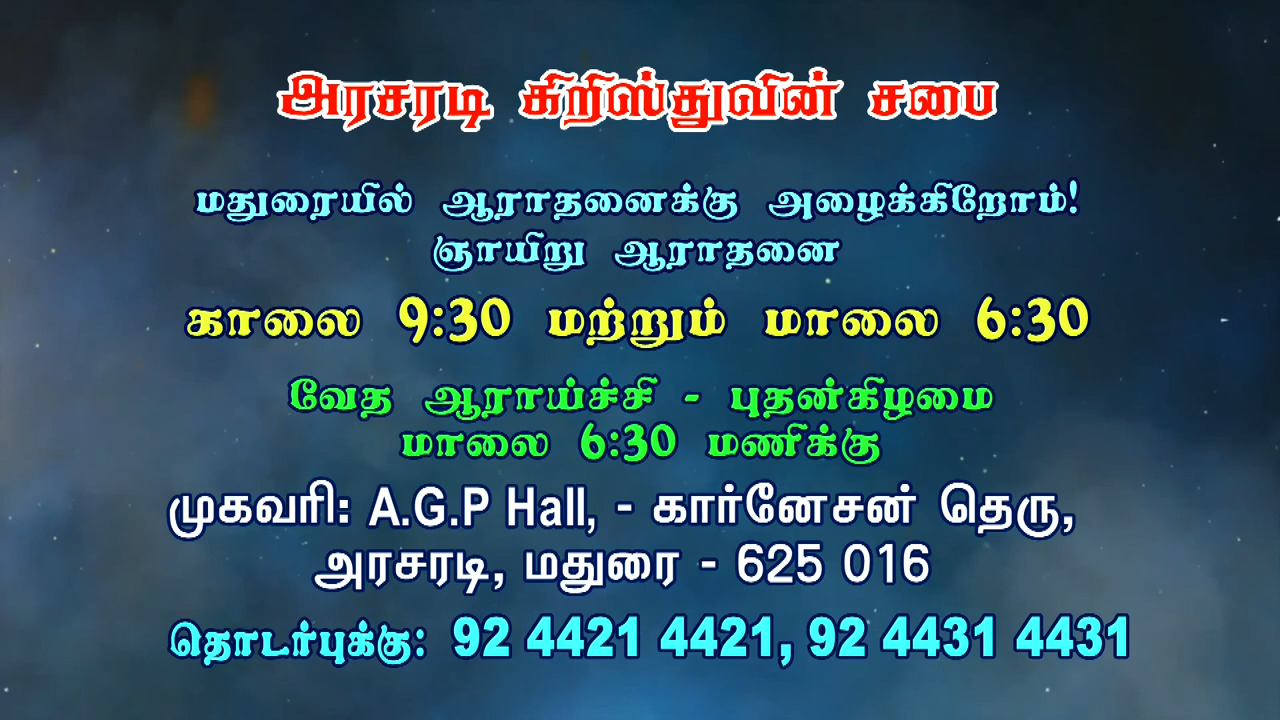 அரசரடி கிறிஸ்துவின் சபை
மதுரையில் ஆராதனைக்கு அழைக்கிறோம்!
ஞாயிறு ஆராதனை
காலை 9:30 மற்றும் மாலை 6:30
வேத ஆராய்ச்சி - புதன்கிழமை
மாலை 6:30 மணிக்கு
முகவரி: A.G.P Hall, - கார்னேசன் தெரு,
அரசரடி, மதுரை - 625 016
தொடர்புக்கு: 92 4421 4421, 92 4431 4431